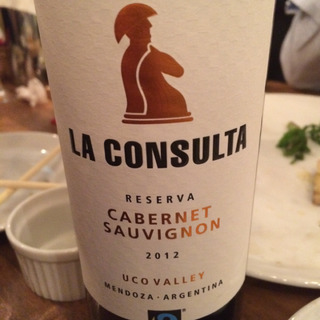 LA CONSULTA
RESERVA
CABERNET
SAUVIGNON
2012
UCO VALLEY
MENDOZA · ARGENTINA